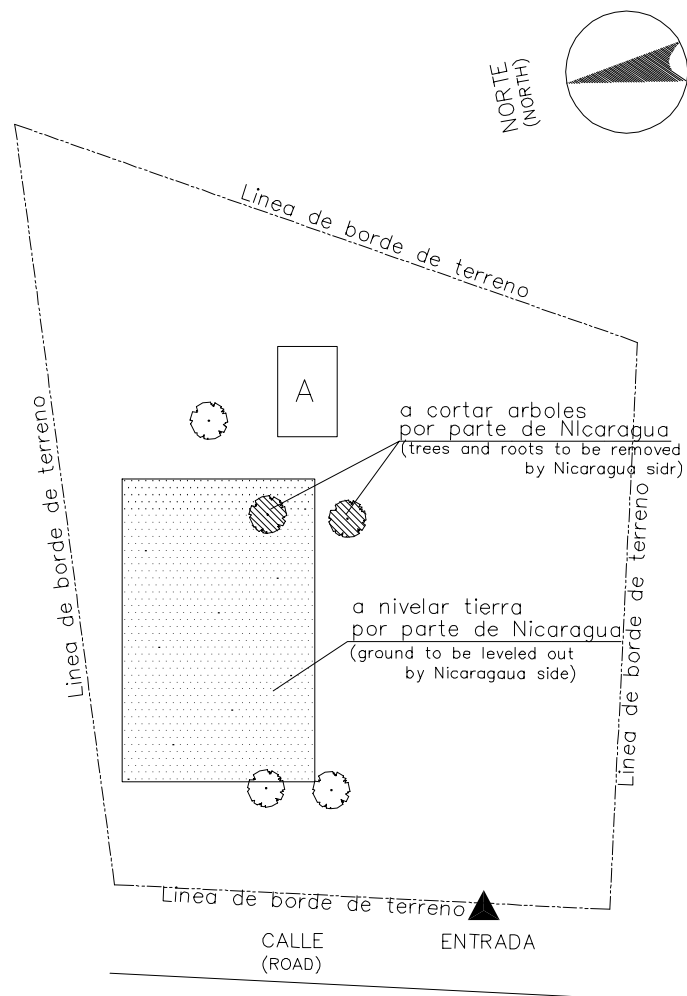 NORTE
(NORTH)
Linea de borde de terreno
Linea de borde de terreno
A
a cortar arboles
por parte de NIcaragua
(trees and roots to be removed
by Nicaragua sidr)
Linea de borde de terreno
a nivelar tierra
por parte de Nicaragua
(ground to be leveled out
by Nicaragaua side)
Linea de borde de terreno
CALLE
(ROAD)
ENTRADA